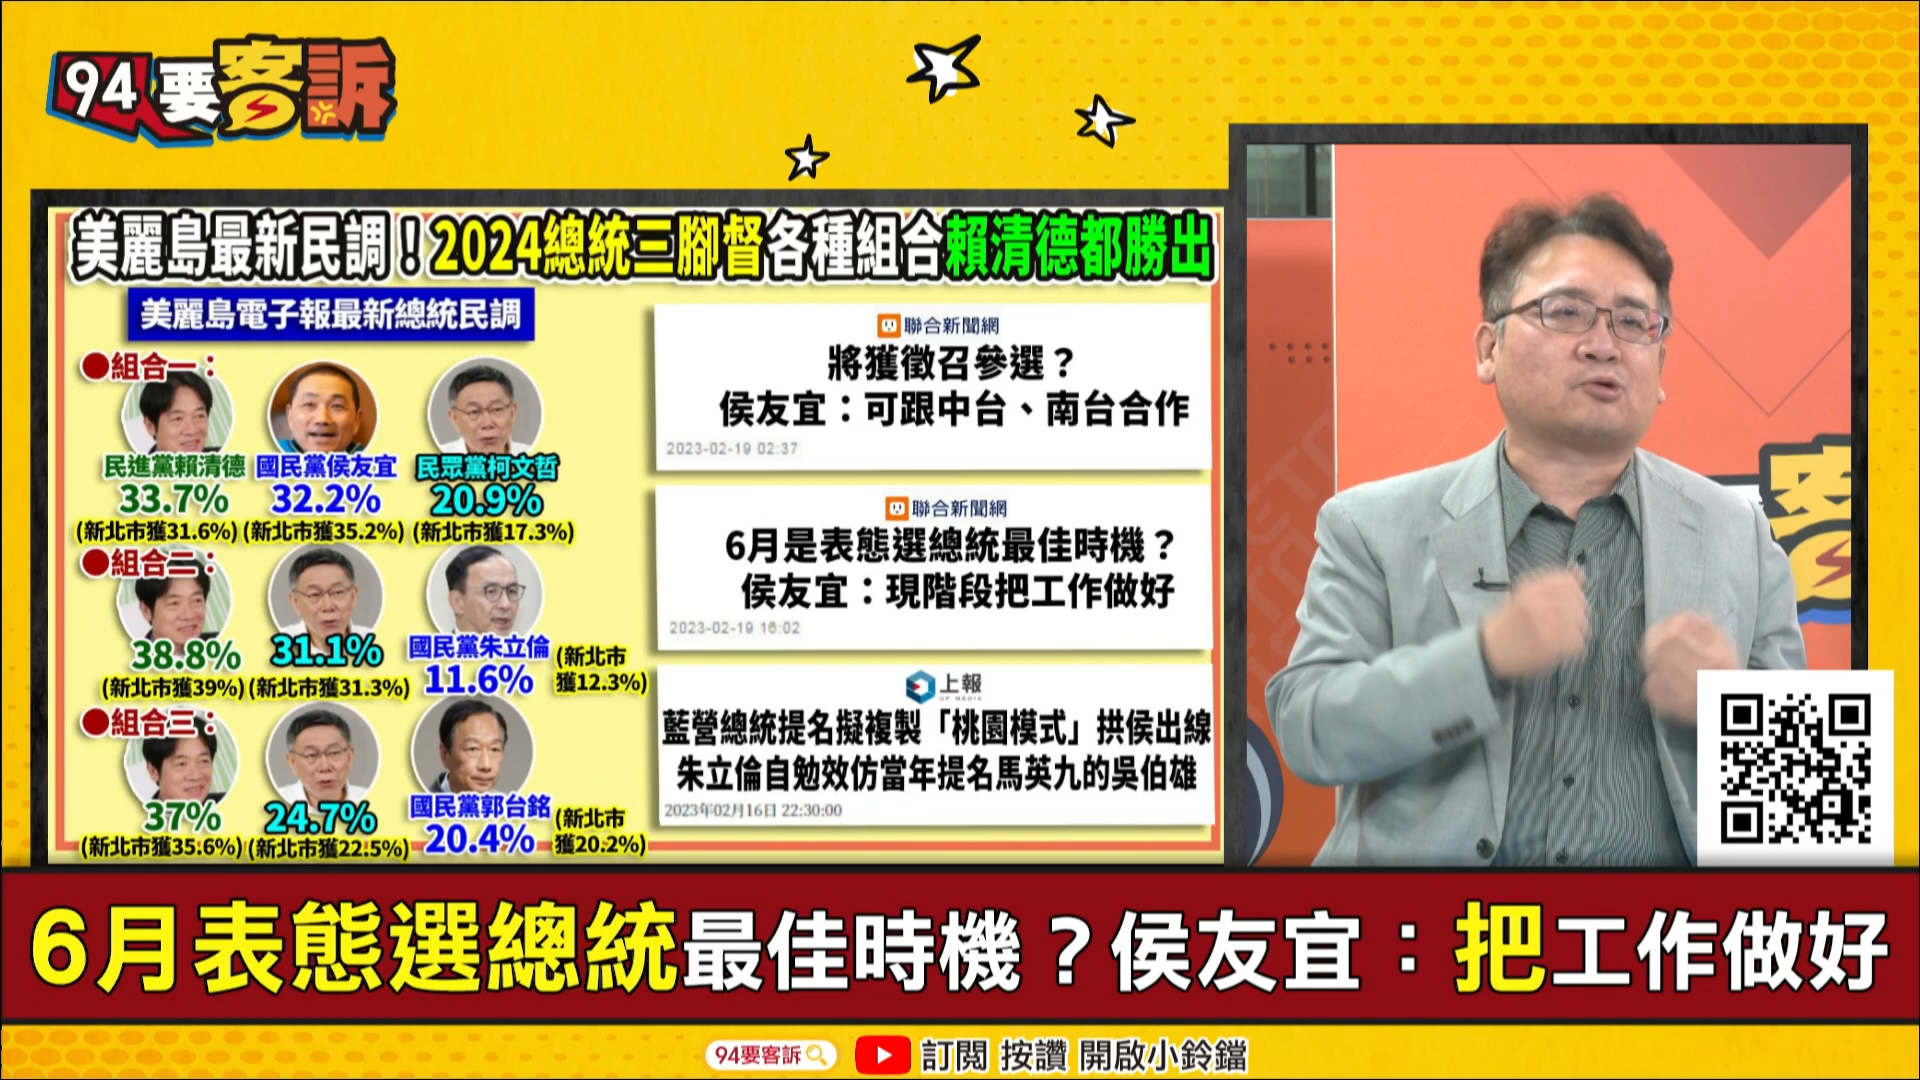 94要客訴
美麗島最新民調！2024總統三腳督各種組合賴清德都勝出
美麗島電子報最新總統民調
●組合一：
民進黨賴清德 國民黨侯友宜 民眾黨柯文哲
33.7% 32.2% 20.9%
(新北市獲31.6%) (新北市獲35.2%) (新北市獲17.3%)
●組合二：
38.8% 31.1% 國民黨朱立倫 11.6%
(新北市獲39%) (新北市獲31.3%) (新北市獲12.3%)
●組合三：
37% 24.7% 國民黨郭台銘 20.4%
(新北市獲35.6%) (新北市獲22.5%) (新北市獲20.2%)
聯合新聞網
將獲徵召參選？
侯友宜：可跟中台、南台合作
2023-02-19 02:37
聯合新聞網
6月是表態選總統最佳時機？
侯友宜：現階段把工作做好
2023-02-19 16:02
上報
UP MEDIA
藍營總統提名擬複製「桃園模式」拱侯出線
朱立倫自勉效仿當年提名馬英九的吳伯雄
2023年02月16日 22:30:00
客
6月表態選總統最佳時機？侯友宜：把工作做好
94要客訴 訂閱 按讚 開啟小鈴鐺